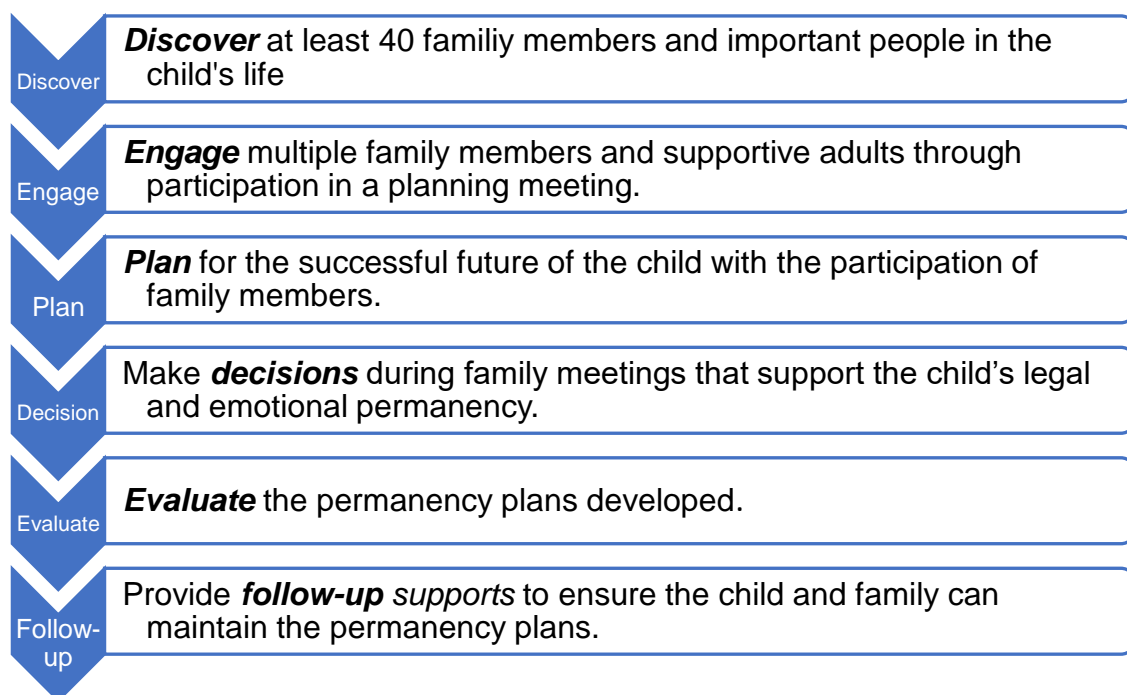 Discover
Discover at least 40 familiy members and important people in the
child's life
Engage
Engage multiple family members and supportive adults through
participation in a planning meeting.
Plan
Plan for the successful future of the child with the participation of
family members.
Decision
Make decisions during family meetings that support the child’s legal
and emotional permanency.
Evaluate
Evaluate the permanency plans developed.
Follow-
up
Provide follow-up supports to ensure the child and family can
maintain the permanency plans.